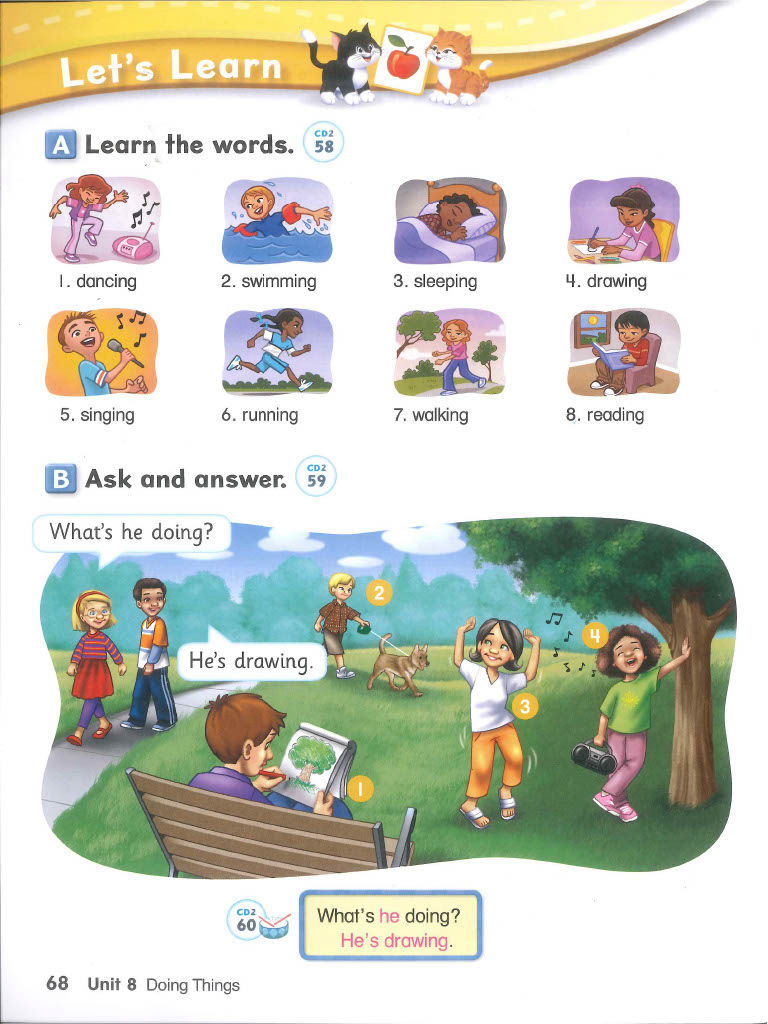 Let's Learn
A Learn the words. CD2 58
1. dancing
2. swimming
3. sleeping
4. drawing
5. singing
6. running
7. walking
8. reading
B Ask and answer. CD2 59
What's he doing?
He's drawing.
2
4
3
1
CD2 60
What's he doing?
He's drawing.
68 Unit 8 Doing Things